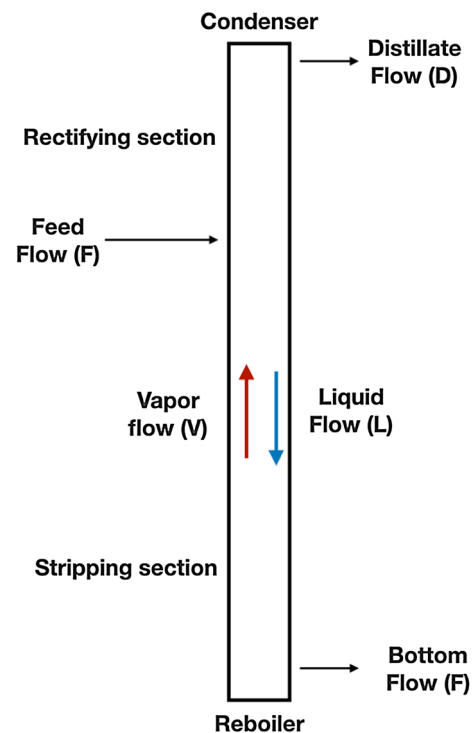 Condenser
Distillate
Flow (D)
Rectifying section
Feed
Flow (F)
Vapor
flow (V)
Liquid
Flow (L)
Stripping section
Bottom
Flow (F)
Reboiler